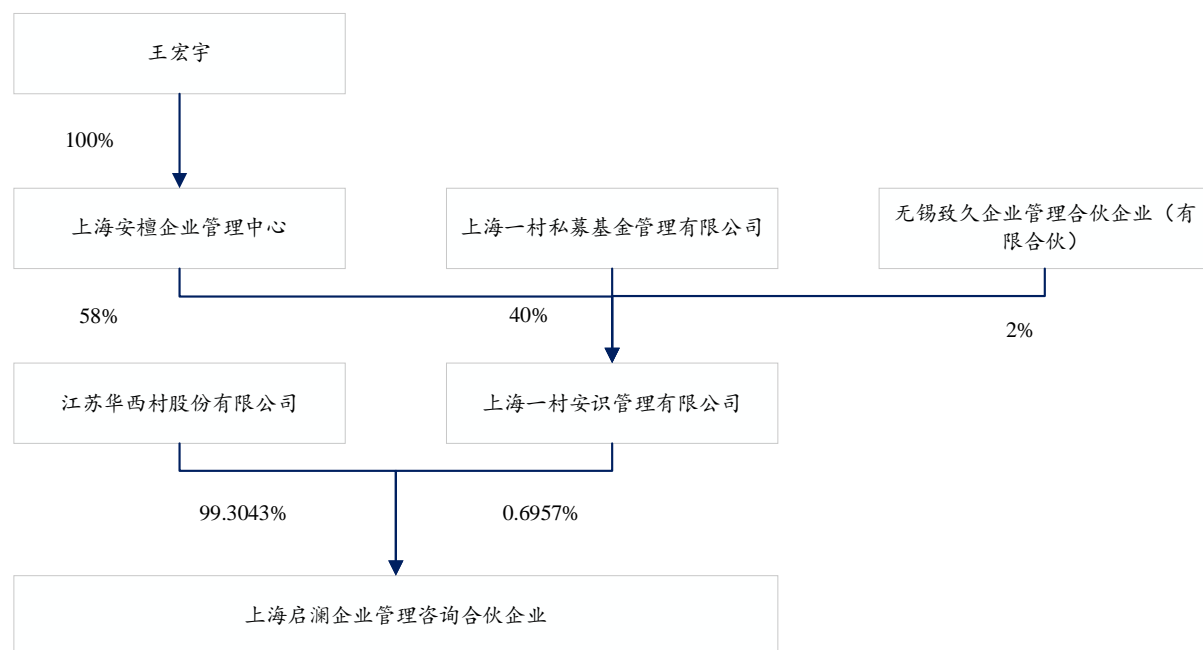 王宏宇
100%
上海安檀企业管理中心
上海一村私募基金管理有限公司
无锡致久企业管理合伙企业（有
限合伙）
58%
40%
2%
江苏华西村股份有限公司
上海一村安识管理有限公司
99.3043%
0.6957%
上海启澜企业管理咨询合伙企业